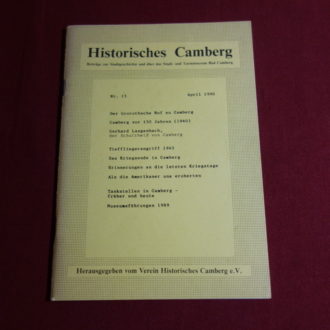 Historisches Camberg
Beiträge zur Stadtgeschichte und über das Stadt- und Turmmuseum Bad Camberg
Nr. 15 April 1990
Der Hof zu Camberg
Camberg vor 150 Jahren (1840)
Gerhard Langenbach,
der Schultheiß von Camberg
Tieffliegerangriff 1945
Das Kriegsende in Camberg
Erinnerungen an die letzten Kriegstage
Als die Amerikaner uns eroberten
Tankstellen in Camberg -
früher und heute
Museumsführungen 1989
Herausgegeben vom Verein Historisches Camberg e.V.